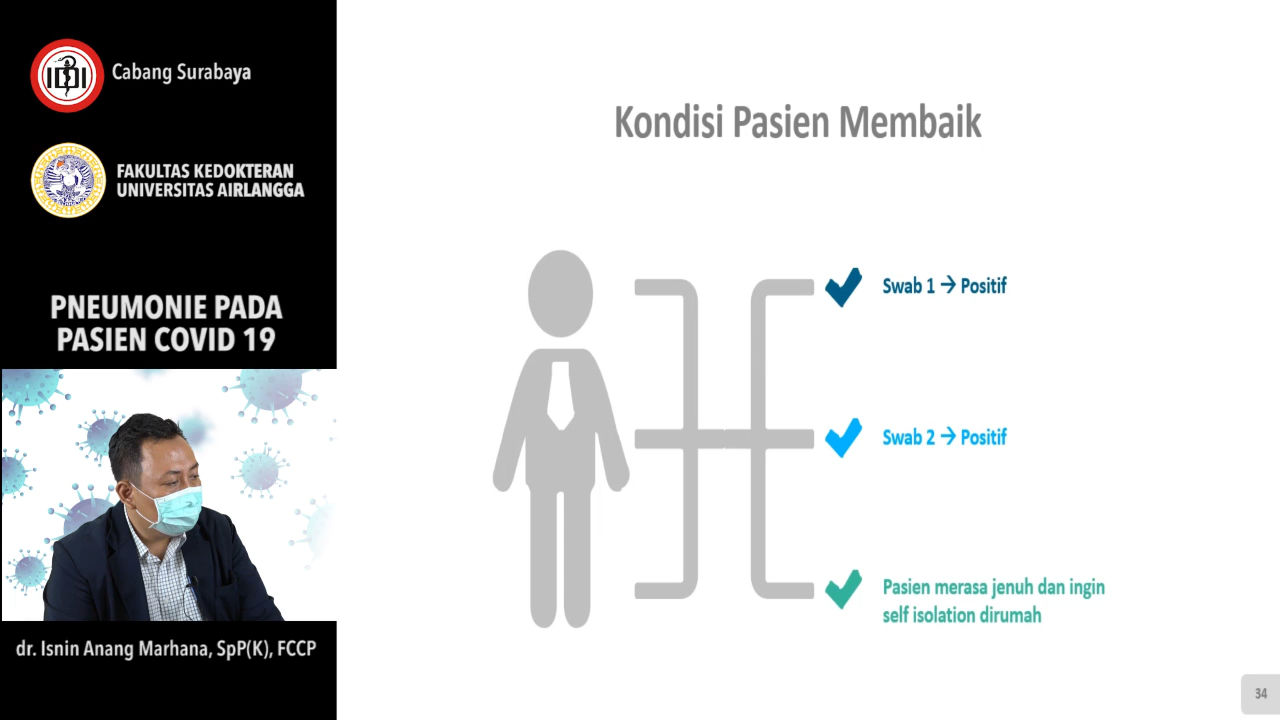 IDI
Cabang Surabaya
FAKULTAS KEDOKTERAN
UNIVERSITAS AIRLANGGA
PNEUMONIE PADA
PASIEN COVID 19
dr. Isnin Anang Marhana, SpP(K), FCCP
Kondisi Pasien Membaik
Swab 1 → Positif
Swab 2 → Positif
Pasien merasa jenuh dan ingin
self isolation dirumah
34